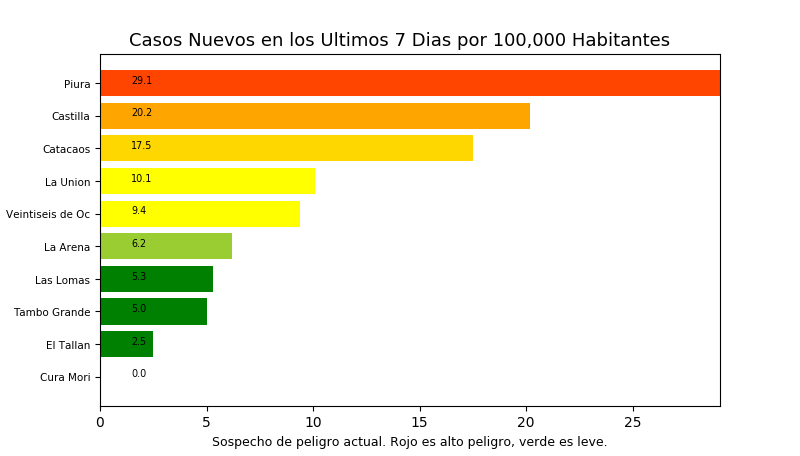 Casos Nuevos en los Ultimos 7 Dias por 100,000 Habitantes
Piura 29.1
Castilla 20.2
Catacaos 17.5
La Union 10.1
Veintiseis de Oc 9.4
La Arena 6.2
Las Lomas 5.3
Tambo Grande 5.0
El Tallan 2.5
Cura Mori 0.0
0 5 10 15 20 25
Sospecho de peligro actual. Rojo es alto peligro, verde es leve.